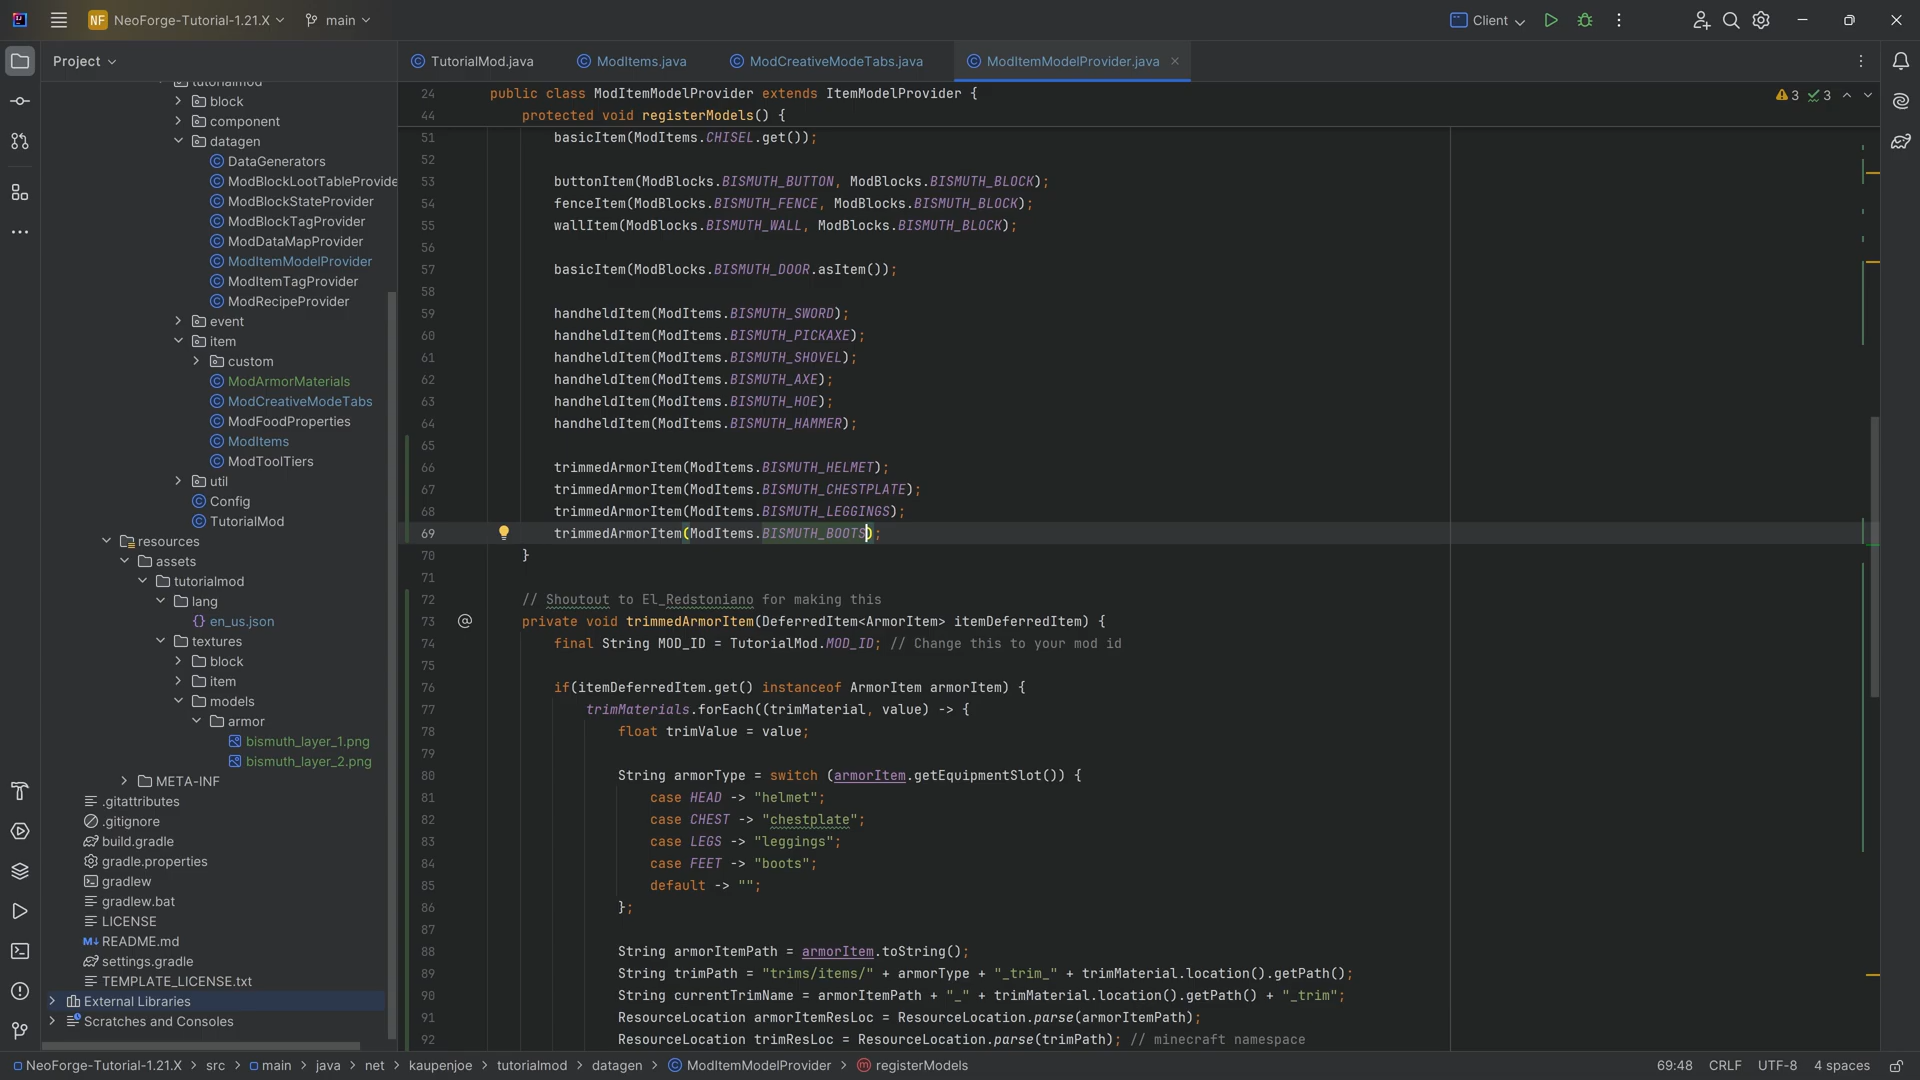 NF NeoForge-Tutorial-1.21.X main Client
Project
TutorialMod.java ModItems.java ModCreativeModeTabs.java ModItemModelProvider.java
tutorialmod
block
component
datagen
DataGenerators
ModBlockLootTableProvide
ModBlockStateProvider
ModBlockTagProvider
ModDataMapProvider
ModItemModelProvider
ModItemTagProvider
ModRecipeProvider
event
item
custom
ModArmorMaterials
ModCreativeModeTabs
ModFoodProperties
ModItems
ModToolTiers
util
Config
TutorialMod
resources
assets
tutorialmod
lang
{} en_us.json
textures
block
item
models
armor
bismuth_layer_1.png
bismuth_layer_2.png
META-INF
.gitattributes
.gitignore
build.gradle
gradle.properties
gradlew
gradlew.bat
LICENSE
M↓ README.md
settings.gradle
TEMPLATE_LICENSE.txt
External Libraries
Scratches and Consoles
24 public class ModItemModelProvider extends ItemModelProvider {
3 3
44 protected void registerModels() {
51 basicItem(ModItems.CHISEL.get());
52
53 buttonItem(ModBlocks.BISMUTH_BUTTON, ModBlocks.BISMUTH_BLOCK);
54 fenceItem(ModBlocks.BISMUTH_FENCE, ModBlocks.BISMUTH_BLOCK);
55 wallItem(ModBlocks.BISMUTH_WALL, ModBlocks.BISMUTH_BLOCK);
56
57 basicItem(ModBlocks.BISMUTH_DOOR.asItem());
58
59 handheldItem(ModItems.BISMUTH_SWORD);
60 handheldItem(ModItems.BISMUTH_PICKAXE);
61 handheldItem(ModItems.BISMUTH_SHOVEL);
62 handheldItem(ModItems.BISMUTH_AXE);
63 handheldItem(ModItems.BISMUTH_HOE);
64 handheldItem(ModItems.BISMUTH_HAMMER);
65
66 trimmedArmorItem(ModItems.BISMUTH_HELMET);
67 trimmedArmorItem(ModItems.BISMUTH_CHESTPLATE);
68 trimmedArmorItem(ModItems.BISMUTH_LEGGINGS);
69 trimmedArmorItem(ModItems.BISMUTH_BOOTS);
70 }
71
72 // Shoutout to El_Redstoniano for making this
73 @ private void trimmedArmorItem(DeferredItem<ArmorItem> itemDeferredItem) {
74 final String MOD_ID = TutorialMod.MOD_ID; // Change this to your mod id
75
76 if(itemDeferredItem.get() instanceof ArmorItem armorItem) {
77 trimMaterials.forEach((trimMaterial, value) -> {
78 float trimValue = value;
79
80 String armorType = switch (armorItem.getEquipmentSlot()) {
81 case HEAD -> "helmet";
82 case CHEST -> "chestplate";
83 case LEGS -> "leggings";
84 case FEET -> "boots";
85 default -> "";
86 };
87
88 String armorItemPath = armorItem.toString();
89 String trimPath = "trims/items/" + armorType + "_trim_" + trimMaterial.location().getPath();
90 String currentTrimName = armorItemPath + "_" + trimMaterial.location().getPath() + "_trim";
91 ResourceLocation armorItemResLoc = ResourceLocation.parse(armorItemPath);
92 ResourceLocation trimResLoc = ResourceLocation.parse(trimPath); // minecraft namespace
NeoForge-Tutorial-1.21.X > src > main > java > net > kaupenjoe > tutorialmod > datagen > ModItemModelProvider > registerModels 69:48 CRLF UTF-8 4 spaces